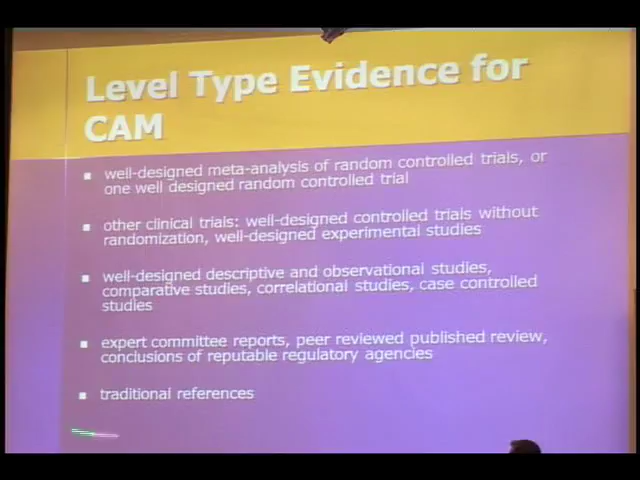 Level Type Evidence for
CAM
well-designed meta-analysis of random controlled trials, or
one well designed random controlled trial
other clinical trials: well-designed controlled trials without
randomization, well-designed experimental studies
well-designed descriptive and observational studies,
comparative studies, correlational studies, case controlled
studies
expert committee reports, peer reviewed published review,
conclusions of reputable regulatory agencies
traditional references